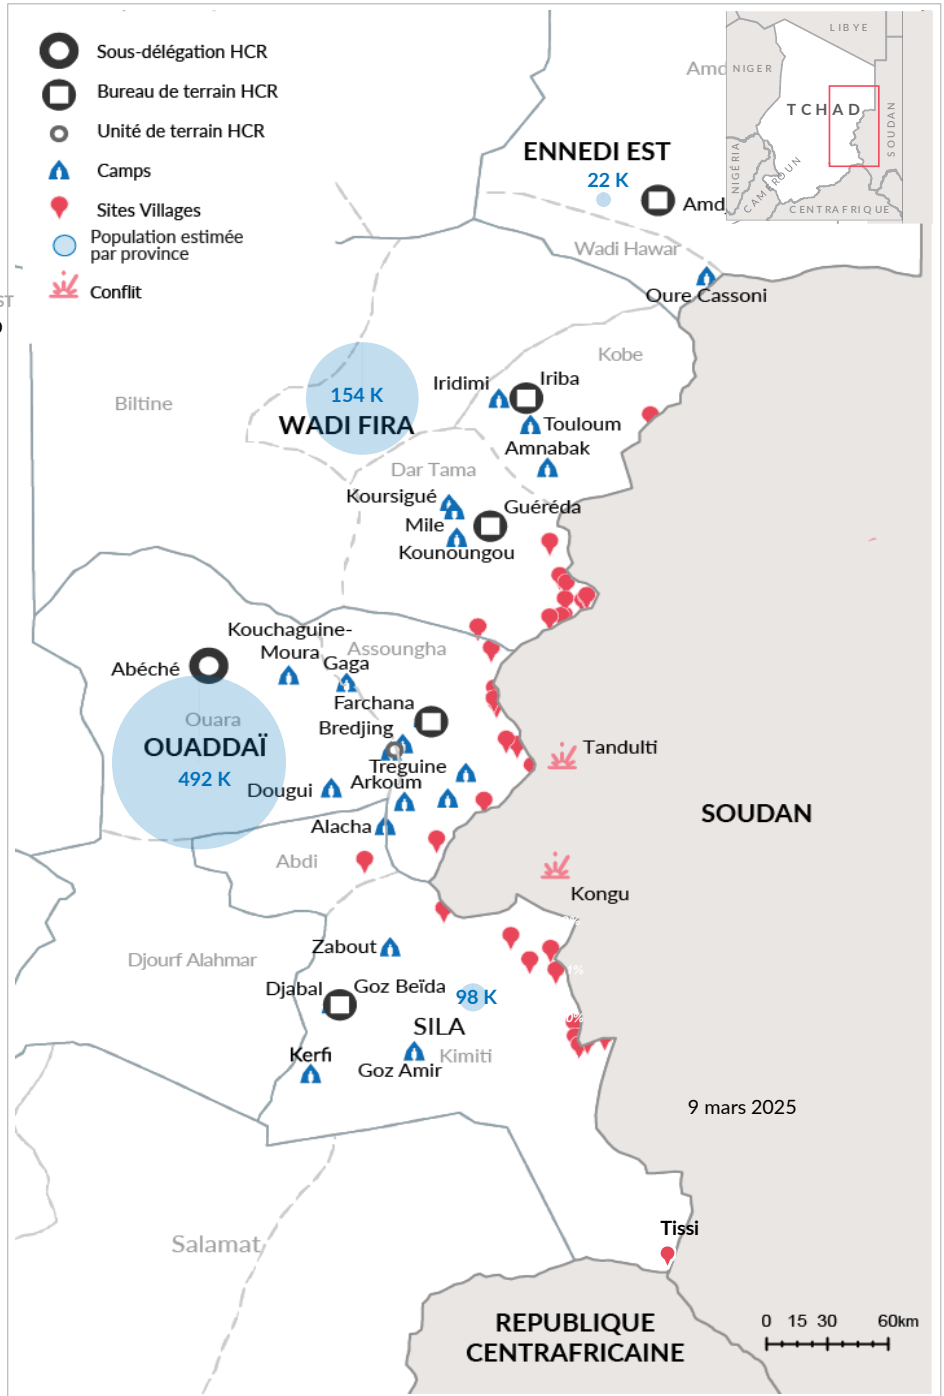 Sous-délégation HCR
Bureau de terrain HCR
Unité de terrain HCR
Camps
Sites Villages
Population estimée
par province
Conflit
LIBYE
NIGER
TCHAD
SOUDAN
NIGÉRIA
CAMEROUN
CENTRAFRIQUE
Amd
ENNEDI EST
22 K
Amdj
Wadi Hawar
Oure Cassoni
ST
Kobe
Iriba
Iridimi
Biltine
154 K
WADI FIRA
Touloum
Amnabak
Dar Tama
Koursigué
Guéréda
Mile
Kounoungou
Kouchaguine-
Moura
Assoungha
Gaga
Abéché
Farchana
Ouara
Bredjing
OUADDAÏ
Tandulti
Treguine
492 K
Arkoum
Dougui
SOUDAN
Alacha
Abdi
Kongu
0%
Zabout
Djourf Alahmar
Djabal
Goz Beïda
98 K
SILA
Kerfi
Kimiti
Goz Amir
9 mars 2025
Tissi
Salamat
REPUBLIQUE
CENTRAFRICAINE
0 15 30 60km